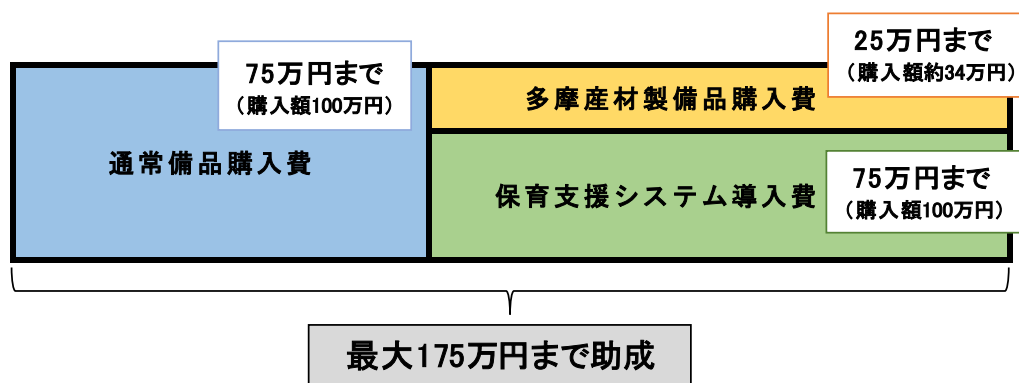 75万円まで
（購入額100万円）
通常備品購入費
25万円まで
（購入額約34万円）
多摩産材製備品購入費
75万円まで
（購入額100万円）
保育支援システム導入費
最大175万円まで助成